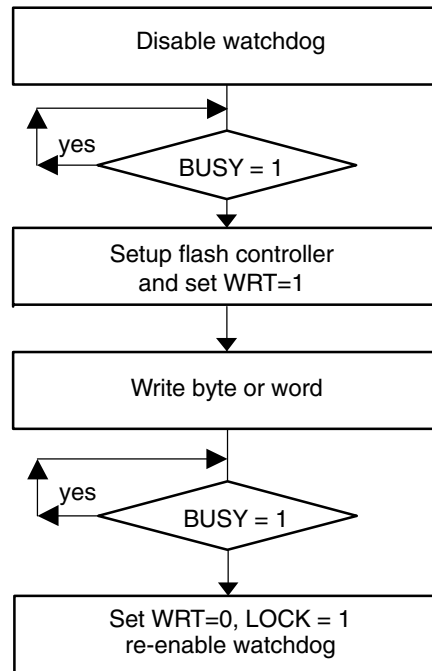 Disable watchdog
yes
BUSY = 1
Setup flash controller
and set WRT=1
Write byte or word
yes
BUSY = 1
Set WRT=0, LOCK = 1
re-enable watchdog